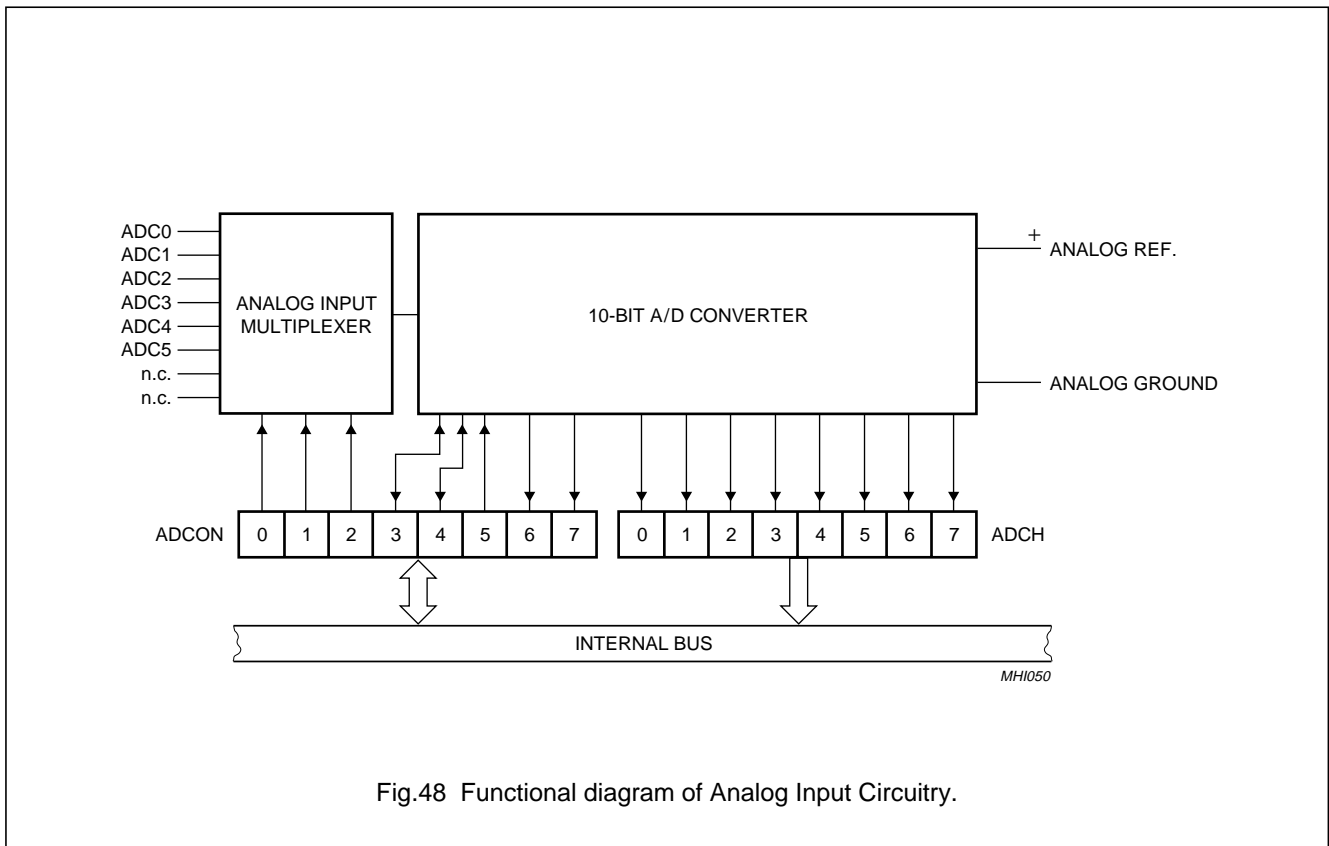 ADC0
ADC1
ADC2
ADC3
ADC4
ADC5
n.c.
n.c.
ANALOG INPUT
MULTIPLEXER
10-BIT A/D CONVERTER
+
ANALOG REF.
ANALOG GROUND
ADCON 0 1 2 3 4 5 6 7
0 1 2 3 4 5 6 7 ADCH
INTERNAL BUS
MHI050
Fig.48 Functional diagram of Analog Input Circuitry.